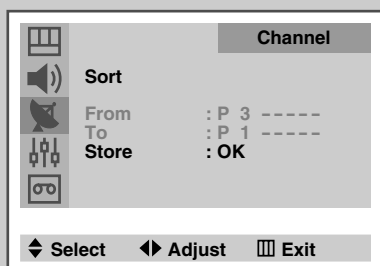 Channel
Sort
From : P 3 -----
To : P 1 -----
Store : OK
Select Adjust Exit